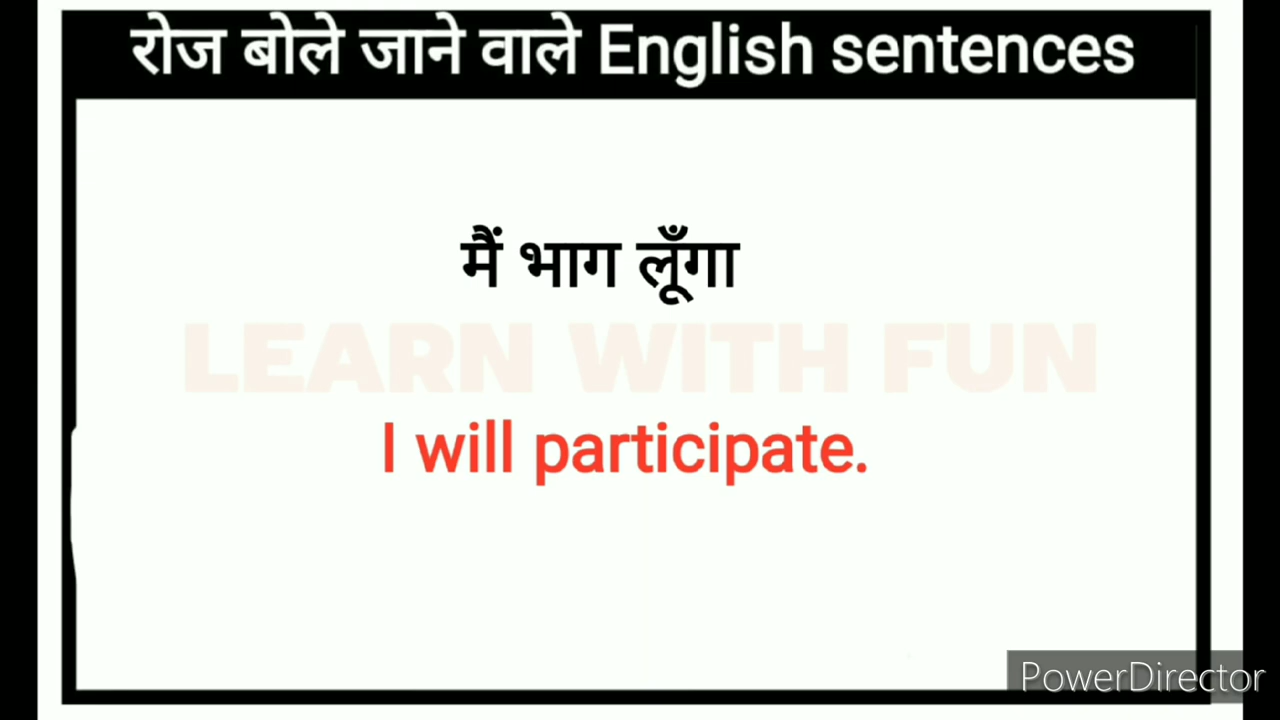 रोज बोले जाने वाले English sentences
मैं भाग लूँगा
LEARN WITH FUN
I will participate.
PowerDirector